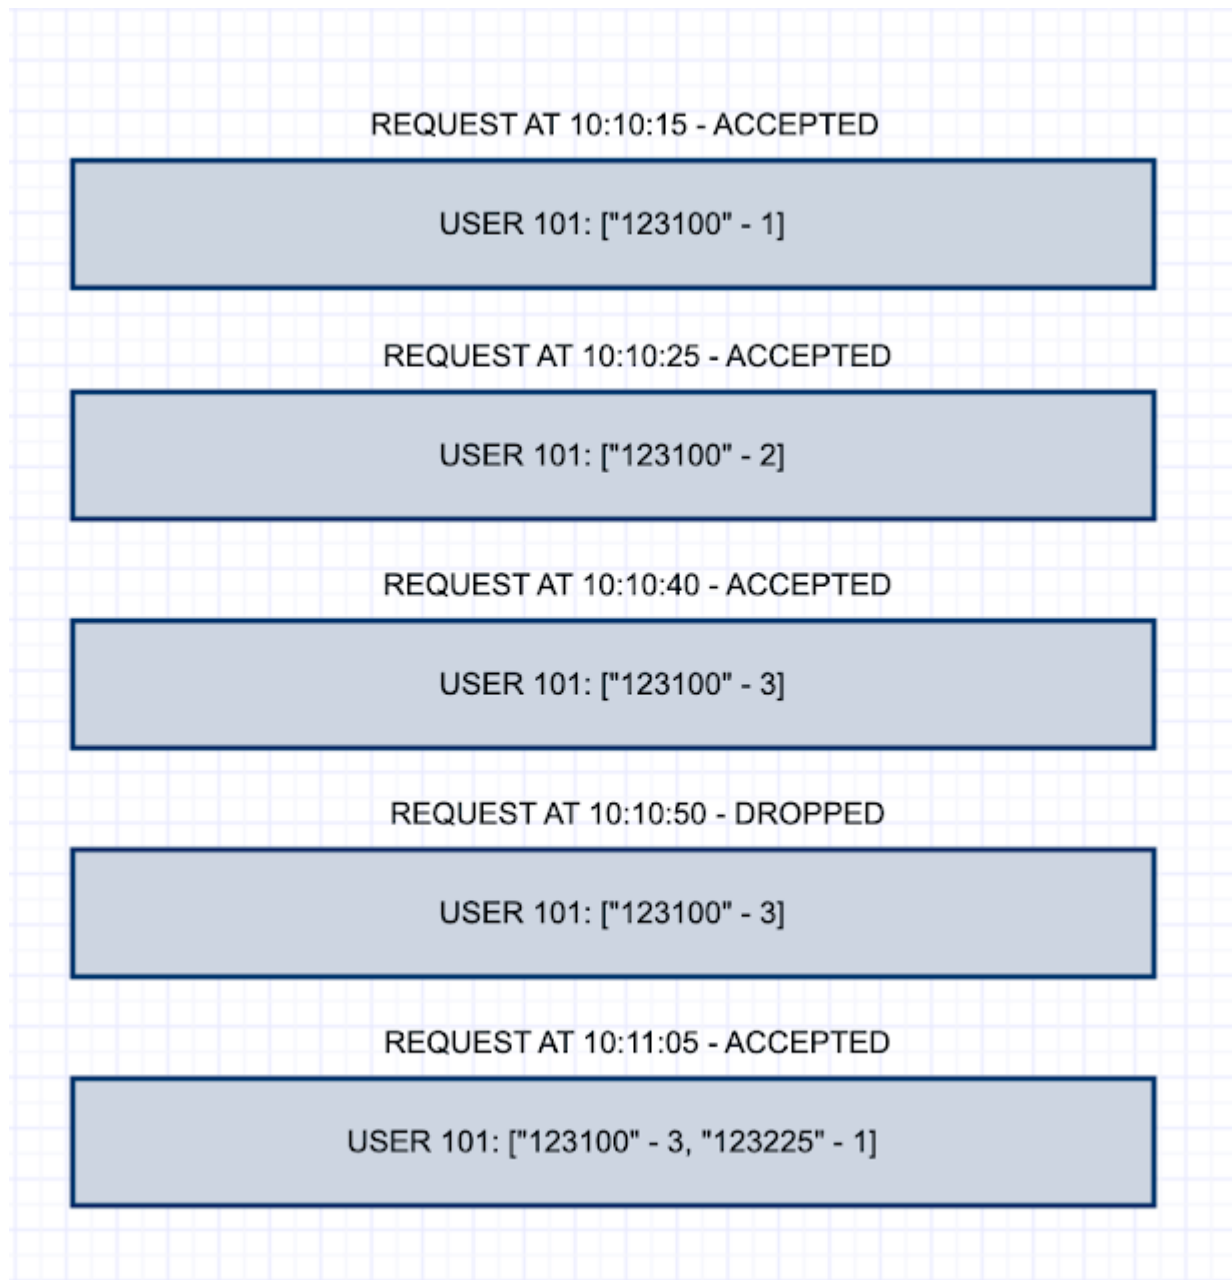 REQUEST AT 10:10:15 - ACCEPTED
USER 101: ["123100" - 1]
REQUEST AT 10:10:25 - ACCEPTED
USER 101: ["123100" - 2]
REQUEST AT 10:10:40 - ACCEPTED
USER 101: ["123100" - 3]
REQUEST AT 10:10:50 - DROPPED
USER 101: ["123100" - 3]
REQUEST AT 10:11:05 - ACCEPTED
USER 101: ["123100" - 3, "123225" - 1]